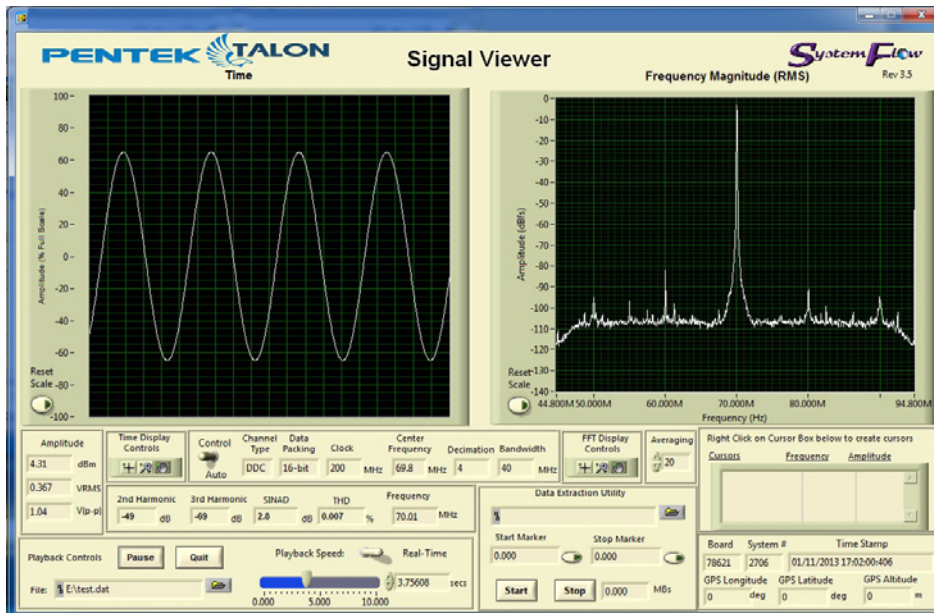 PENTEK TALON
Signal Viewer
SystemFlow
Rev 3.5
Time
Frequency Magnitude (RMS)
Amplitude (% Full Scale)
100
80
60
40
20
0
-20
-40
-60
-80
-100
Reset
Scale
Amplitude (dBfs)
0
-10
-20
-30
-40
-50
-60
-70
-80
-90
-100
-110
-120
-130
-140
Reset
Scale
44.800M 50.000M 60.000M 70.000M 80.000M 94.800M
Frequency (Hz)
Amplitude
4.31 dBm
0.367 VRMS
1.04 V(p-p)
Time Display
Controls
Control
Auto
Channel Type
DDC
Data Packing
16-bit
Clock
200 MHz
Center Frequency
69.8 MHz
Decimation
4
Bandwidth
40 MHz
FFT Display
Controls
Averaging
20
Right Click on Cursor Box below to create cursors
Cursors Frequency Amplitude
2nd Harmonic
-49 dB
3rd Harmonic
-69 dB
SINAD
2.8 dB
THD
0.007 %
Frequency
70.01 MHz
Data Extraction Utility
Start Marker
0.000
Stop Marker
0.000
Start Stop 0.000 MBs
Playback Controls
Pause Quit
Playback Speed: Real-Time
File: E:\test.dat
0.000 5.000 10.000
3.75608 secs
Board System # Time Stamp
78621 2706 01/11/2013 17:02:00:406
GPS Longitude GPS Latitude GPS Altitude
0 deg 0 deg 0 m